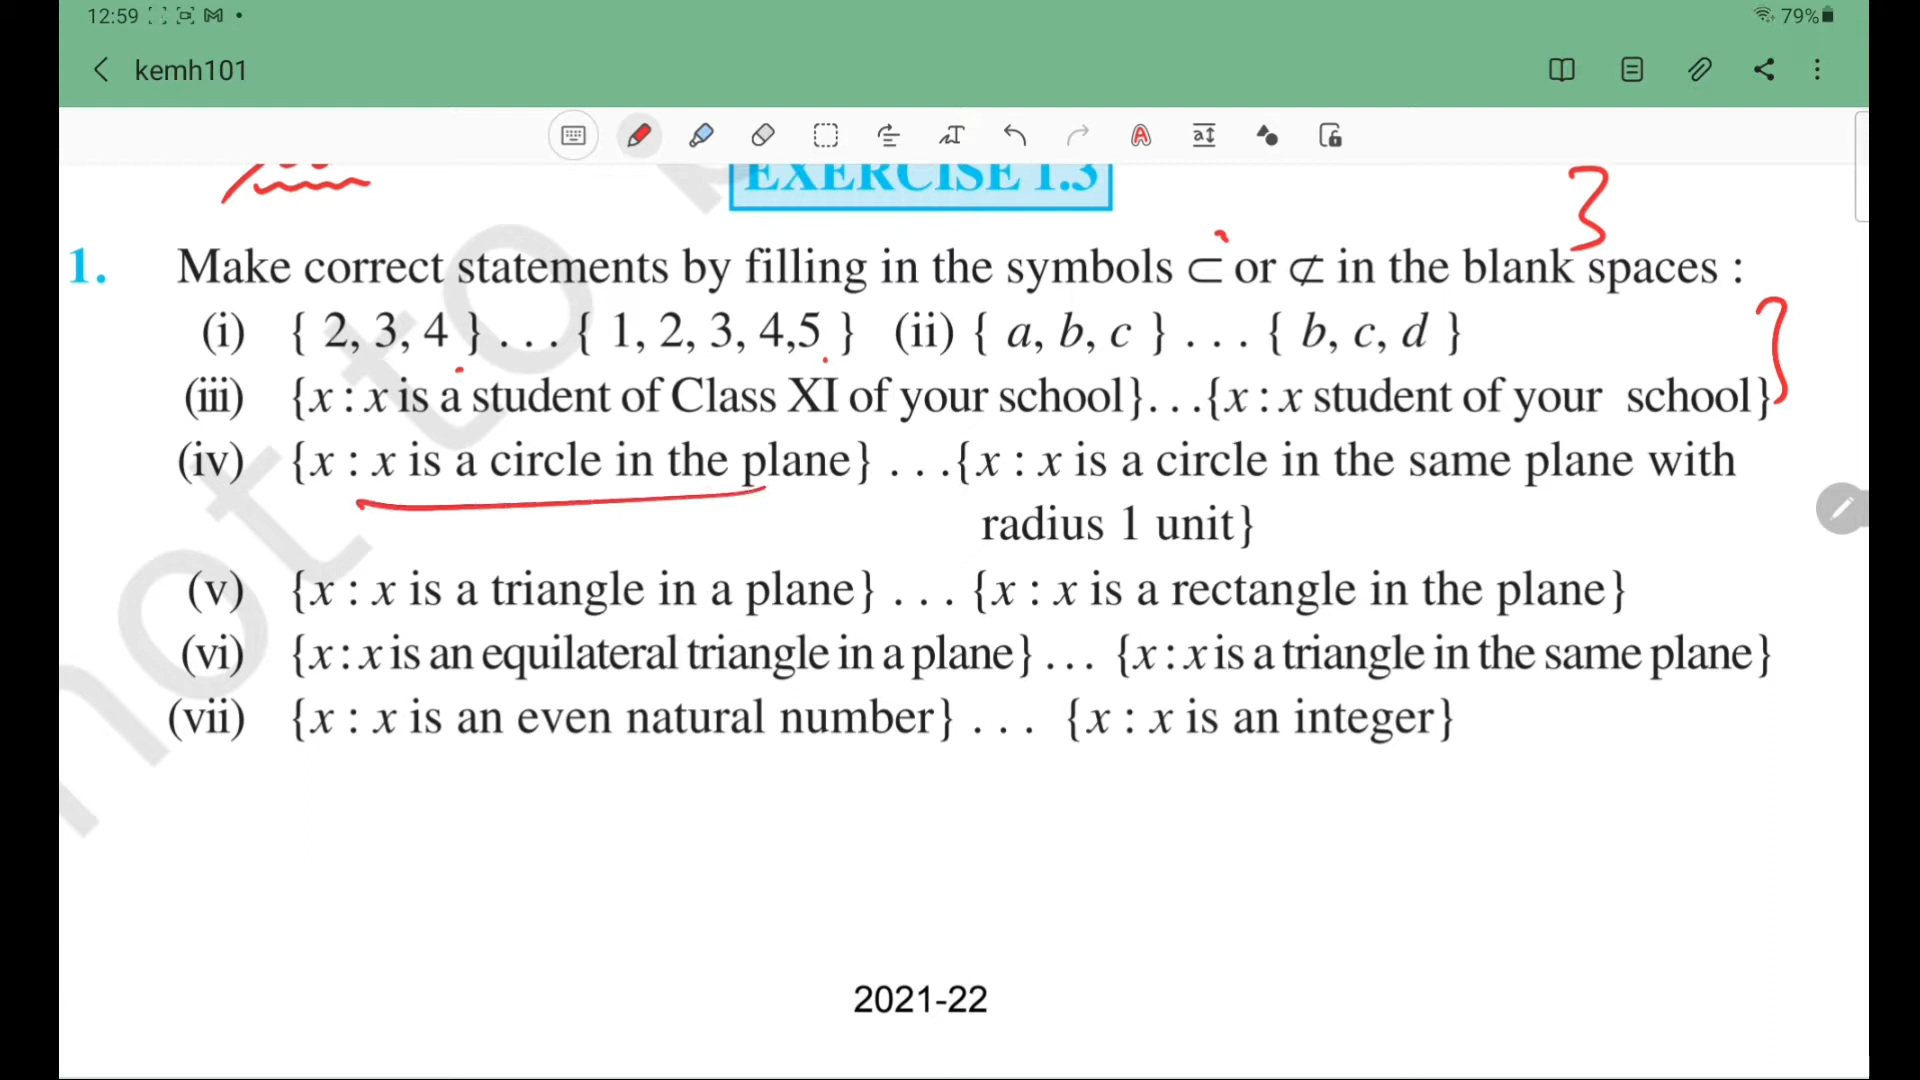 12:59
79%
kemh101
EXERCISE 1.3
3
1. Make correct statements by filling in the symbols ⊂ or ⊄ in the blank spaces :
(i) { 2, 3, 4 } . . . { 1, 2, 3, 4,5 } (ii) { a, b, c } . . . { b, c, d }
(iii) {x : x is a student of Class XI of your school}. . .{x : x student of your school}
(iv) {x : x is a circle in the plane} . . .{x : x is a circle in the same plane with
radius 1 unit}
(v) {x : x is a triangle in a plane} . . . {x : x is a rectangle in the plane}
(vi) {x : x is an equilateral triangle in a plane} . . . {x : x is a triangle in the same plane}
(vii) {x : x is an even natural number} . . . {x : x is an integer}
not to
2021-22